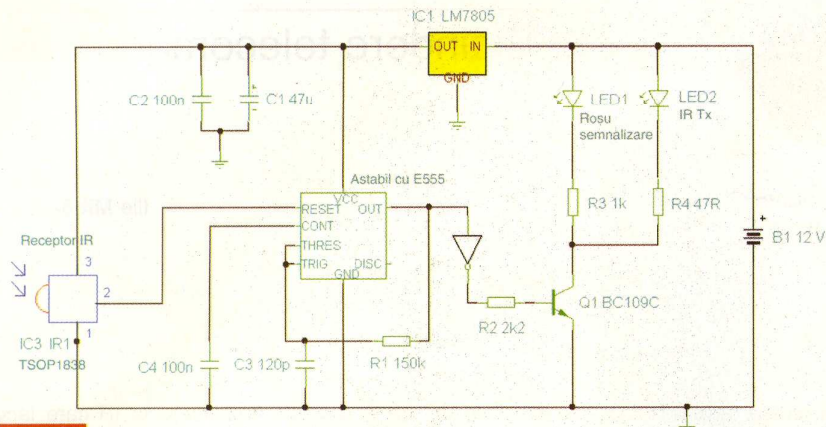 IC1 LM7805
OUT IN
GND
C2 100n
C1 47u
LED1
Rosu
semnalizare
LED2
IR Tx
Astabil cu E555
VCC
RESET OUT
CONT
THRES
TRIG DISC
GND
R3 1k
R4 47R
B1 12 V
Receptor IR
3
2
1
IC3 IR1
TSOP1838
C4 100n
C3 120p
R1 150k
R2 2k2
Q1 BC109C